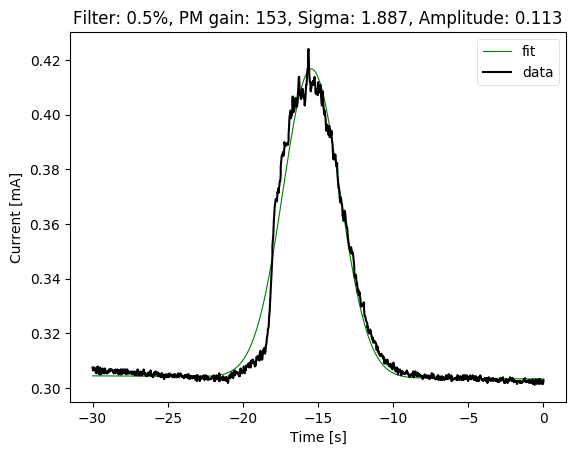 Filter: 0.5%, PM gain: 153, Sigma: 1.887, Amplitude: 0.113
fit
data
0.42
0.40
0.38
0.36
0.34
0.32
0.30
Current [mA]
−30
−25
−20
−15
−10
−5
0
Time [s]